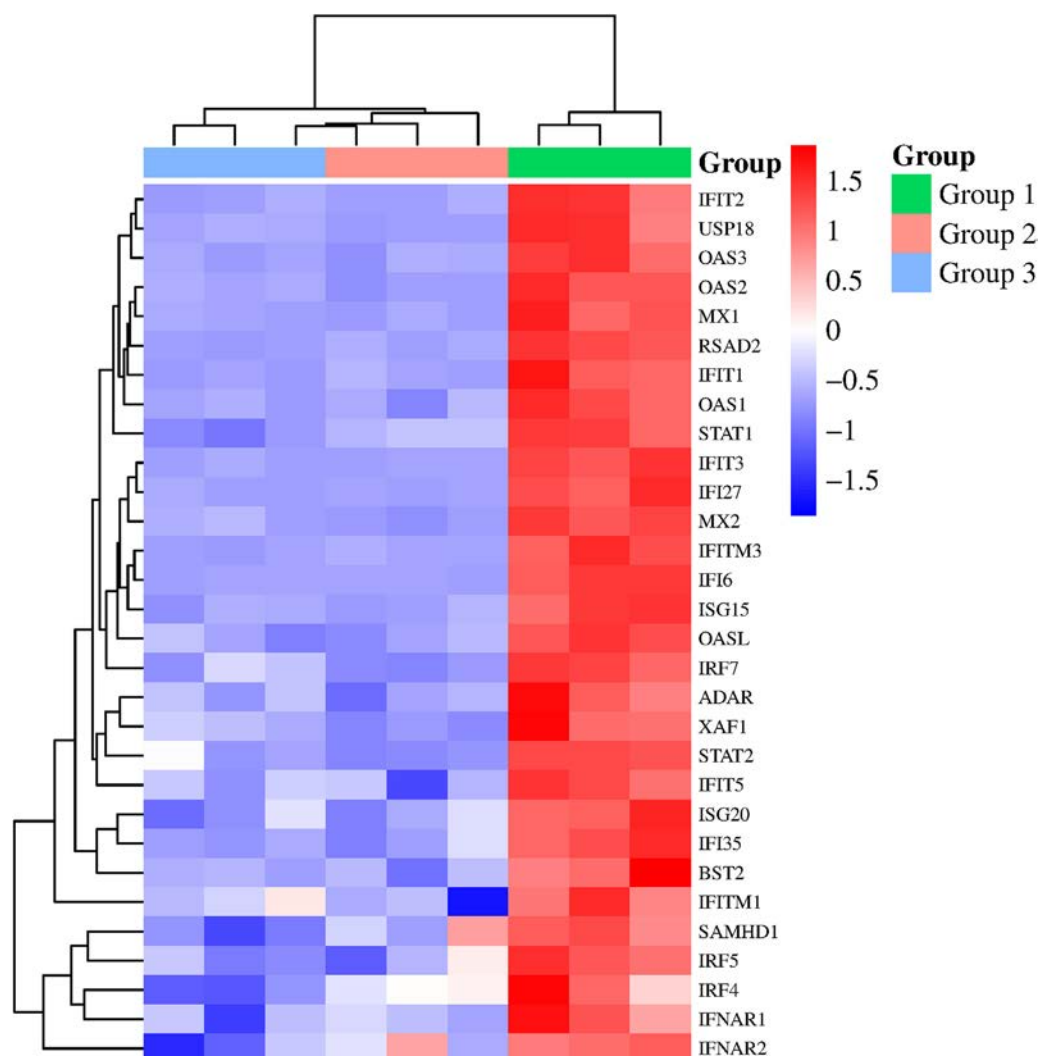 Group
IFIT2
USP18
OAS3
OAS2
MX1
RSAD2
IFIT1
OAS1
STAT1
IFIT3
IFI27
MX2
IFITM3
IFI6
ISG15
OASL
IRF7
ADAR
XAF1
STAT2
IFIT5
ISG20
IFI35
BST2
IFITM1
SAMHD1
IRF5
IRF4
IFNAR1
IFNAR2
1.5
1
0.5
0
−0.5
−1
−1.5
Group
Group 1
Group 2
Group 3